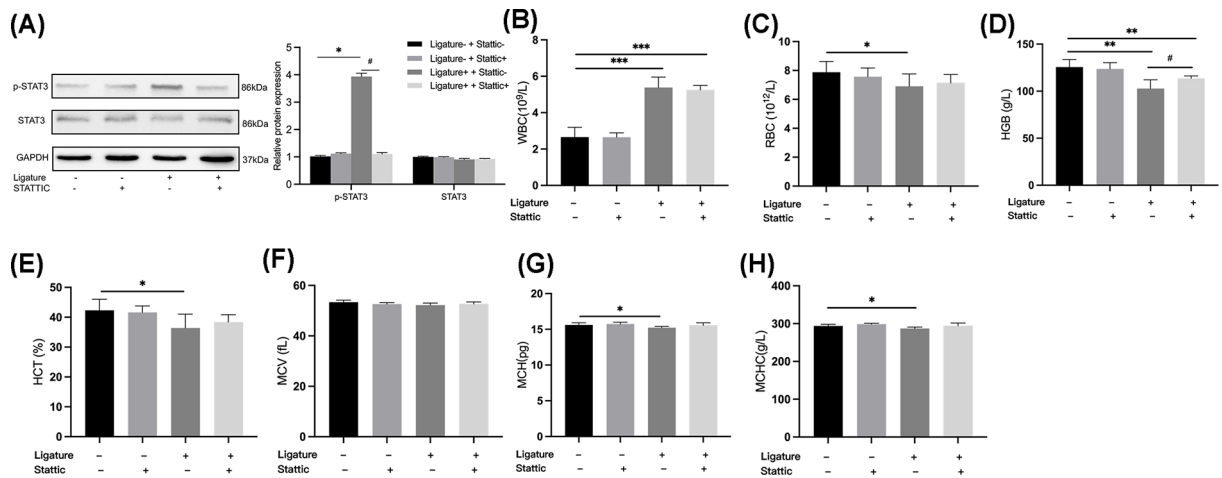 (A)
p-STAT3
86kDa
STAT3
86kDa
GAPDH
37kDa
Ligature - - + +
STATTIC - + - +
Relative protein expression
5
4
3
2
1
0
* #
p-STAT3 STAT3
Ligature- + Stattic-
Ligature- + Stattic+
Ligature+ + Stattic-
Ligature+ + Stattic+
(B)
WBC(10⁹/L)
8
6
4
2
0
***
***
Ligature – – + +
Stattic – + – +
(C)
RBC (10¹²/L)
10
8
6
4
2
0
*
Ligature – – + +
Stattic – + – +
(D)
HGB (g/L)
150
100
50
0
**
**
#
Ligature – – + +
Stattic – + – +
(E)
HCT (%)
50
40
30
20
10
0
*
Ligature – – + +
Stattic – + – +
(F)
MCV (fL)
60
40
20
0
Ligature – – + +
Stattic – + – +
(G)
MCH(pg)
20
15
10
5
0
*
Ligature – – + +
Stattic – + – +
(H)
MCHC(g/L)
400
300
200
100
0
*
Ligature – – + +
Stattic – + – +